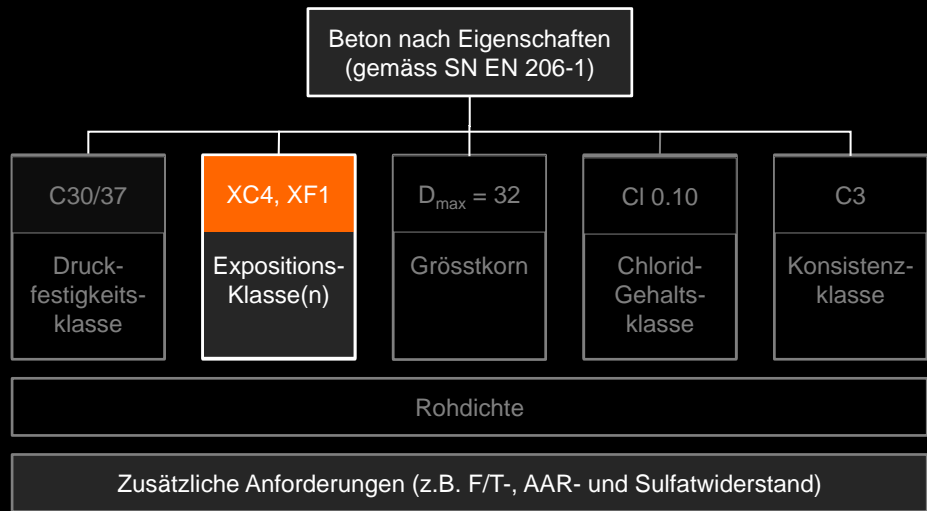 Beton nach Eigenschaften
(gemäss SN EN 206-1)
C30/37
XC4, XF1
Dmax = 32
Cl 0.10
C3
Druck-
festigkeits-
klasse
Expositions-
Klasse(n)
Grösstkorn
Chlorid-
Gehalts-
klasse
Konsistenz-
klasse
Rohdichte
Zusätzliche Anforderungen (z.B. F/T-, AAR- und Sulfatwiderstand)